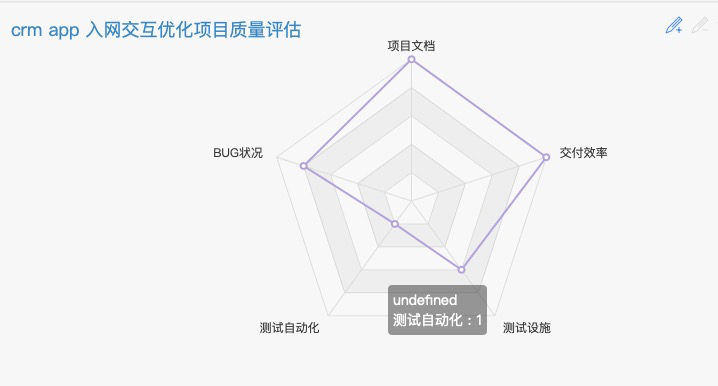 crm app 入网交互优化项目质量评估
项目文档
BUG状况
交付效率
undefined
测试自动化 : 1
测试自动化
测试设施